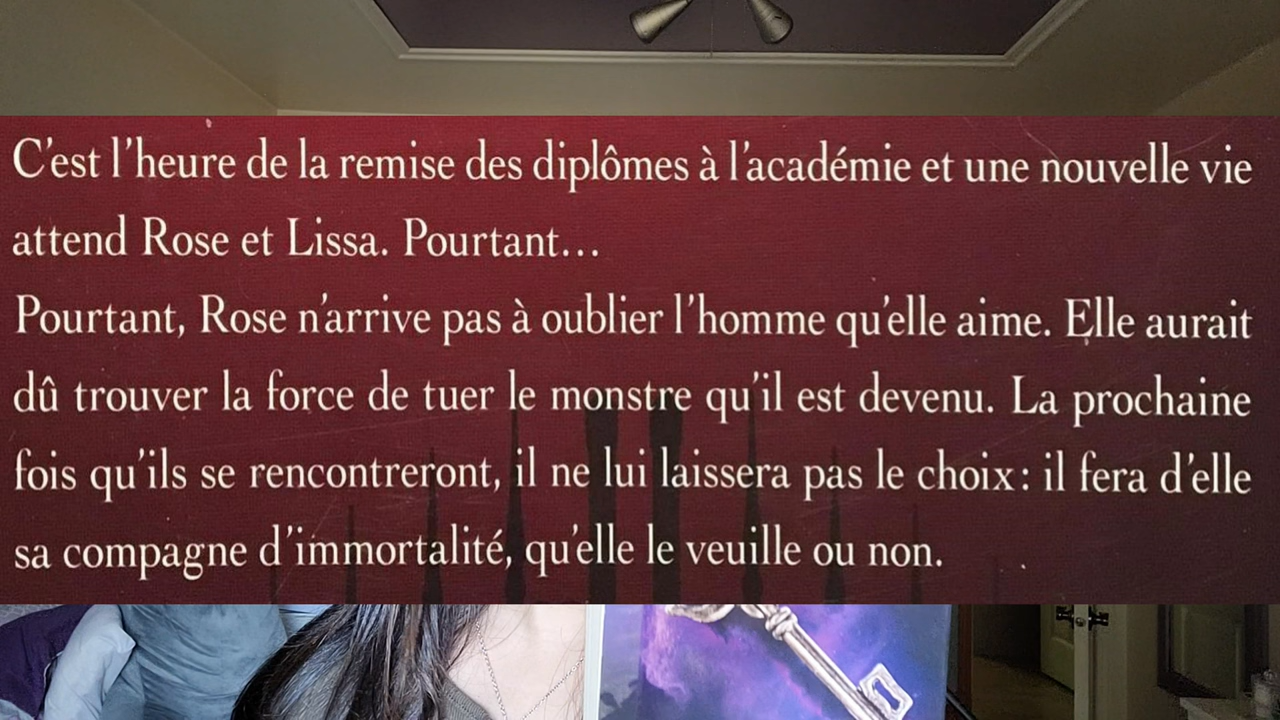 C'est l'heure de la remise des diplômes à l'académie et une nouvelle vie
attend Rose et Lissa. Pourtant…
Pourtant, Rose n'arrive pas à oublier l'homme qu'elle aime. Elle aurait
dû trouver la force de tuer le monstre qu'il est devenu. La prochaine
fois qu'ils se rencontreront, il ne lui laissera pas le choix : il fera d'elle
sa compagne d'immortalité, qu'elle le veuille ou non.